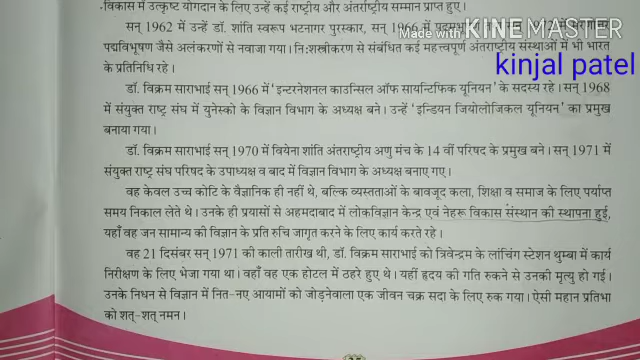 विकास में उत्कृष्ट योगदान के लिए उन्हें कई राष्ट्रीय और अंतर्राष्ट्रीय सम्मान प्राप्त हुए।
Made with KINEMASTER
सन् 1962 में उन्हें डॉ. शांति स्वरूप भटनागर पुरस्कार, सन् 1966 में
पद्मविभूषण जैसे अलंकरणों से नवाजा गया। निःशस्त्रीकरण से संबंधित कई महत्त्वपूर्ण अंतराष्ट्रीय संस्थाओं में भी भारत
के प्रतिनिधि रहे।
kinjal patel
डॉ. विक्रम साराभाई सन् 1966 में 'इन्टरनेशनल काउन्सिल ऑफ सायन्टिफिक यूनियन' के सदस्य रहे। सन् 1968
में संयुक्त राष्ट्र संघ में युनेस्को के विज्ञान विभाग के अध्यक्ष बने। उन्हें 'इन्डियन जियोलोजिकल यूनियन' का प्रमुख
बनाया गया।
डॉ. विक्रम साराभाई सन् 1970 में वियेना शांति अंतराष्ट्रीय अणु मंच के 14 वीं परिषद के प्रमुख बने। सन् 1971 में
संयुक्त राष्ट्र संघ परिषद के उपाध्यक्ष व बाद में विज्ञान विभाग के अध्यक्ष बनाए गए।
वह केवल उच्च कोटि के वैज्ञानिक ही नहीं थे, बल्कि व्यस्तताओं के बावजूद कला, शिक्षा व समाज के लिए पर्याप्त
समय निकाल लेते थे। उनके ही प्रयासों से अहमदाबाद में लोकविज्ञान केन्द्र एवं नेहरू विकास संस्थान की स्थापना हुई,
यहाँ वह जन सामान्य की विज्ञान के प्रति रुचि जागृत करने के लिए कार्य करते रहे।
वह 21 दिसंबर सन् 1971 की काली तारीख थी, डॉ. विक्रम साराभाई को त्रिवेन्द्रम के लांचिंग स्टेशन थुम्बा में कार्य
निरीक्षण के लिए भेजा गया था। वहाँ वह एक होटल में ठहरे हुए थे। यहीं हृदय की गति रुकने से उनकी मृत्यु हो गई।
उनके निधन से विज्ञान में नित-नए आयामों को जोड़नेवाला एक जीवन चक्र सदा के लिए रुक गया। ऐसी महान प्रतिभा
को शत्-शत् नमन।